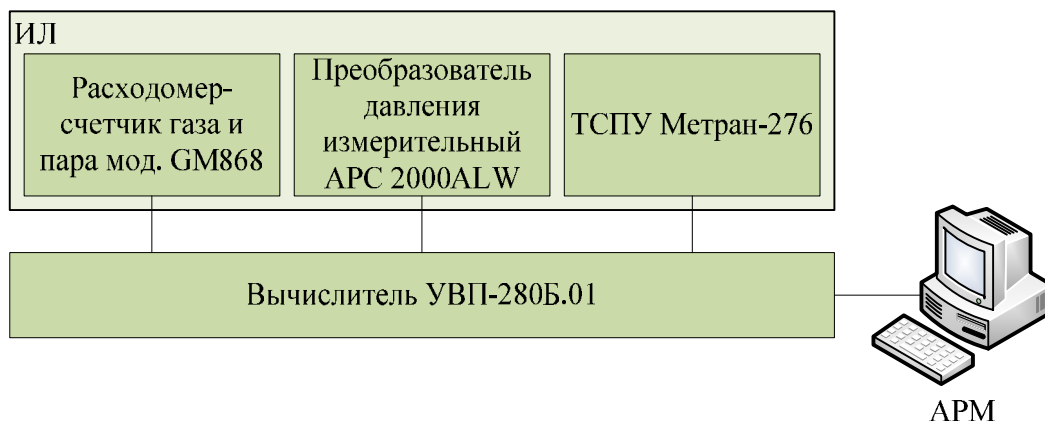 ИЛ
Расходомер-
счетчик газа и
пара мод. GM868
Преобразователь
давления
измерительный
АРС 2000ALW
ТСПУ Метран-276
Вычислитель УВП-280Б.01
АРМ